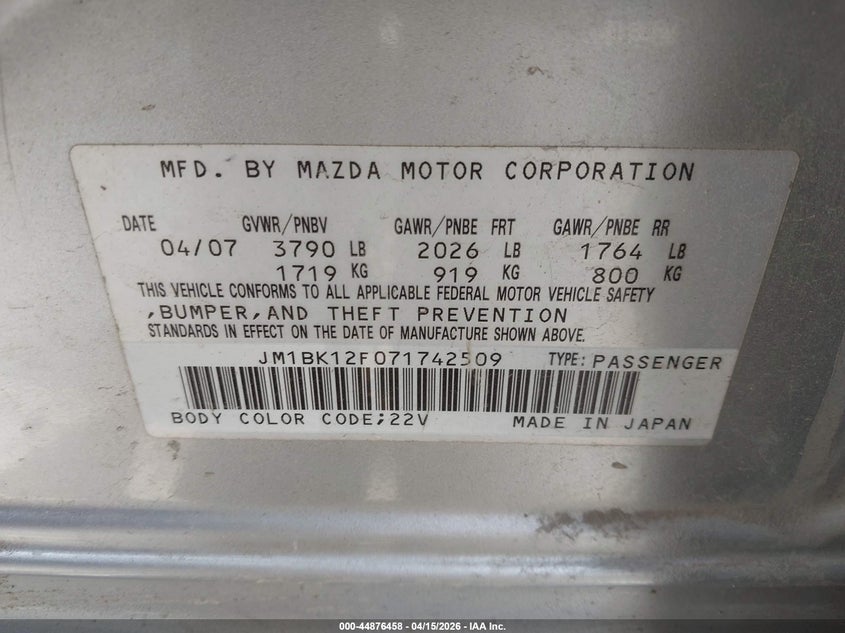 MFD. BY MAZDA MOTOR CORPORATION
DATE GVWR/PNBV GAWR/PNBE FRT GAWR/PNBE RR
04/07 3790 LB 2026 LB 1764 LB
1719 KG 919 KG 800 KG
THIS VEHICLE CONFORMS TO ALL APPLICABLE FEDERAL MOTOR VEHICLE SAFETY
,BUMPER,AND THEFT PREVENTION
STANDARDS IN EFFECT ON THE DATE OF MANUFACTURE SHOWN ABOVE.
JM1BK12F071742509 TYPE: PASSENGER
BODY COLOR CODE;22V MADE IN JAPAN
000-44876458 - 04/15/2026 - IAA Inc.